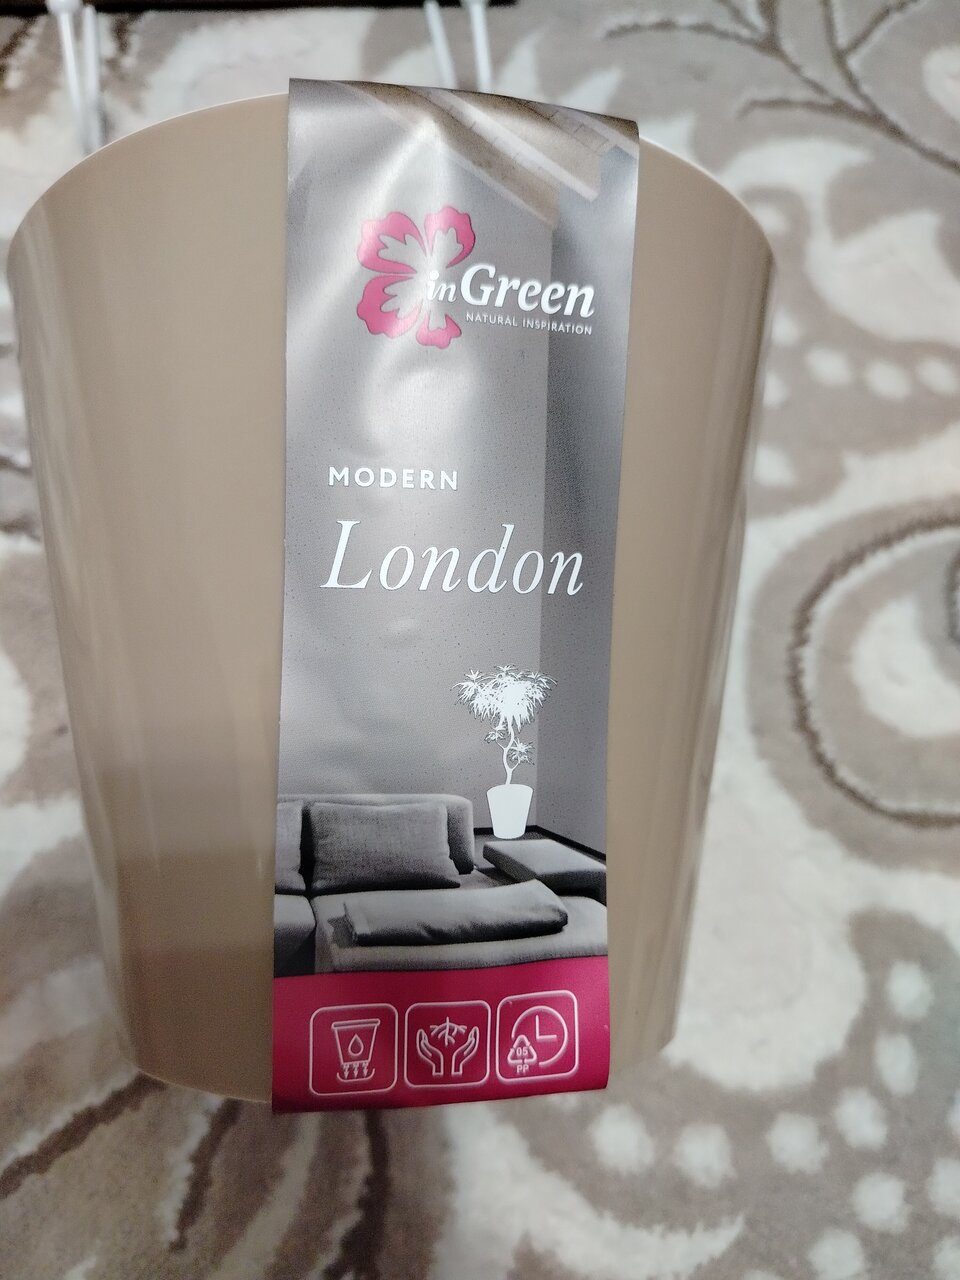 inGreen
NATURAL INSPIRATION
MODERN
London
05
PP